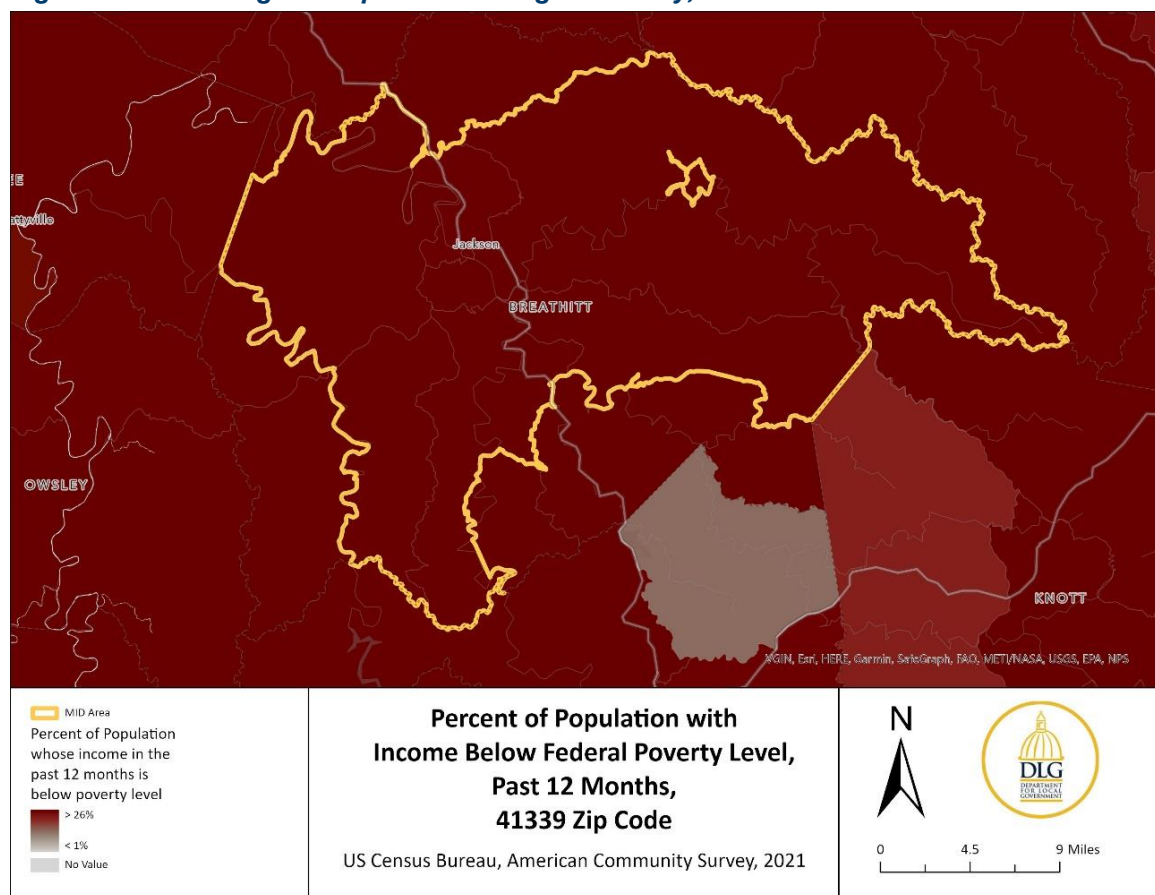 Jackson
BREATHITT
OWSLEY
KNOTT
VGIN, Esri, HERE, Garmin, SafeGraph, FAO, METI/NASA, USGS, EPA, NPS
MID Area
Percent of Population
whose income in the
past 12 months is
below poverty level
> 26%
< 1%
No Value
Percent of Population with
Income Below Federal Poverty Level,
Past 12 Months,
41339 Zip Code
US Census Bureau, American Community Survey, 2021
N
0 4.5 9 Miles
DLG
DEPARTMENT
FOR LOCAL
GOVERNMENT